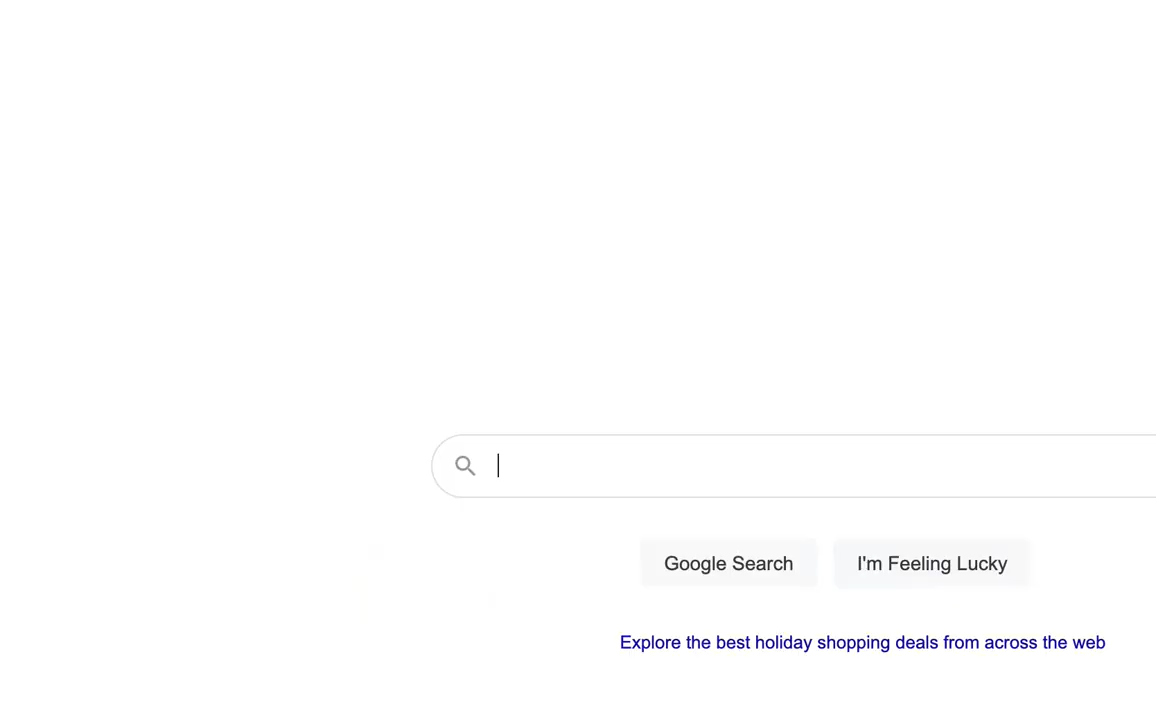 Google Search I'm Feeling Lucky
Explore the best holiday shopping deals from across the web